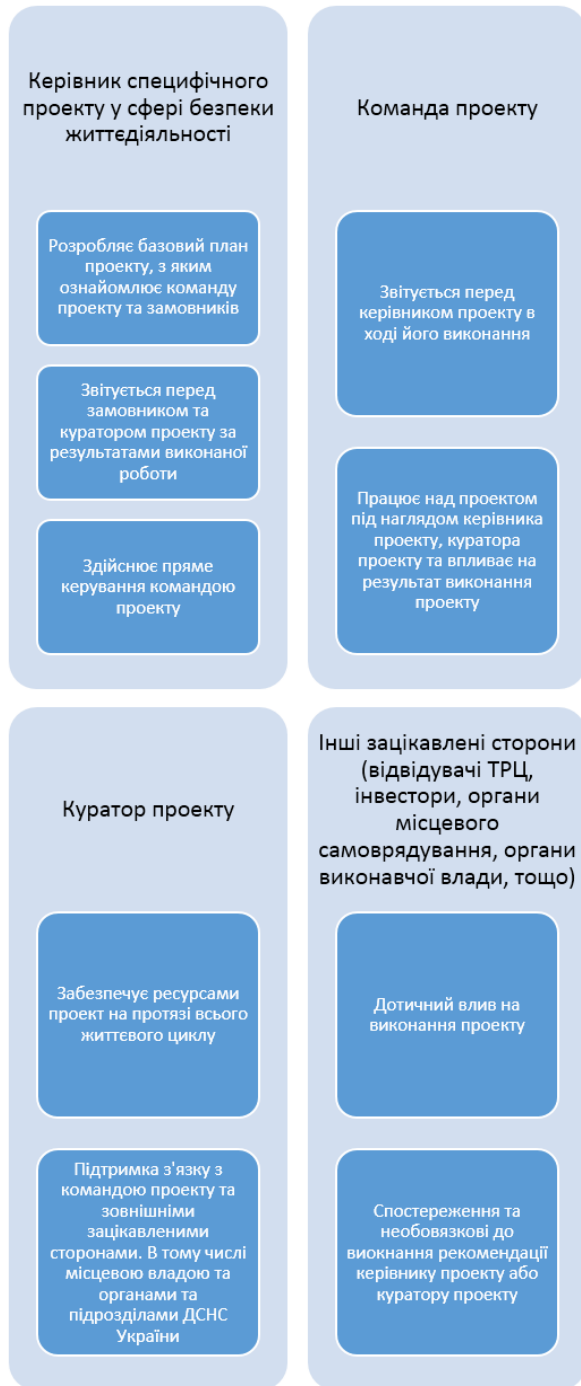 Керівник специфічного
проекту у сфері безпеки
життєдіяльності
Розробляє базовий план
проекту, з яким
ознайомлює команду
проекту та замовників
Звітується перед
замовником та
куратором проекту за
результатами виконаної
роботи
Здійснює пряме
керування командою
проекту
Команда проекту
Звітується перед
керівником проекту в
ході його виконання
Працює над проектом
під наглядом керівника
проекту, куратора
проекту та впливає на
результат виконання
проекту
Куратор проекту
Забезпечує ресурсами
проект на протязі всього
життєвого циклу
Підтримка з'язку з
командою проекту та
зовнішніми
зацікавленими
сторонами. В тому числі
місцевою владою та
органами та
підрозділами ДСНС
України
Інші зацікавлені сторони
(відвідувачі ТРЦ,
інвестори, органи
місцевого
самоврядування, органи
виконавчої влади, тощо)
Дотичний влив на
виконання проекту
Спостереження та
необовязкові до
виокнання рекомендації
керівнику проекту або
куратору проекту